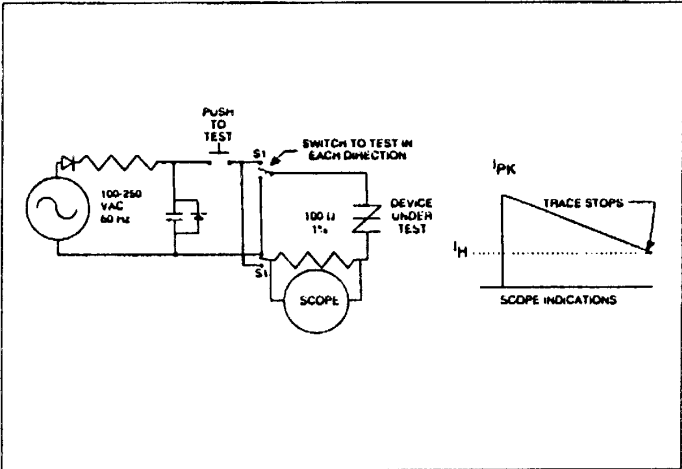 PUSH
TO
TEST
S1
SWITCH TO TEST IN
EACH DIRECTION
100-250
VAC
60 Hz
100 Ω
1%
DEVICE
UNDER
TEST
S1
SCOPE
IPK
TRACE STOPS
IH
SCOPE INDICATIONS